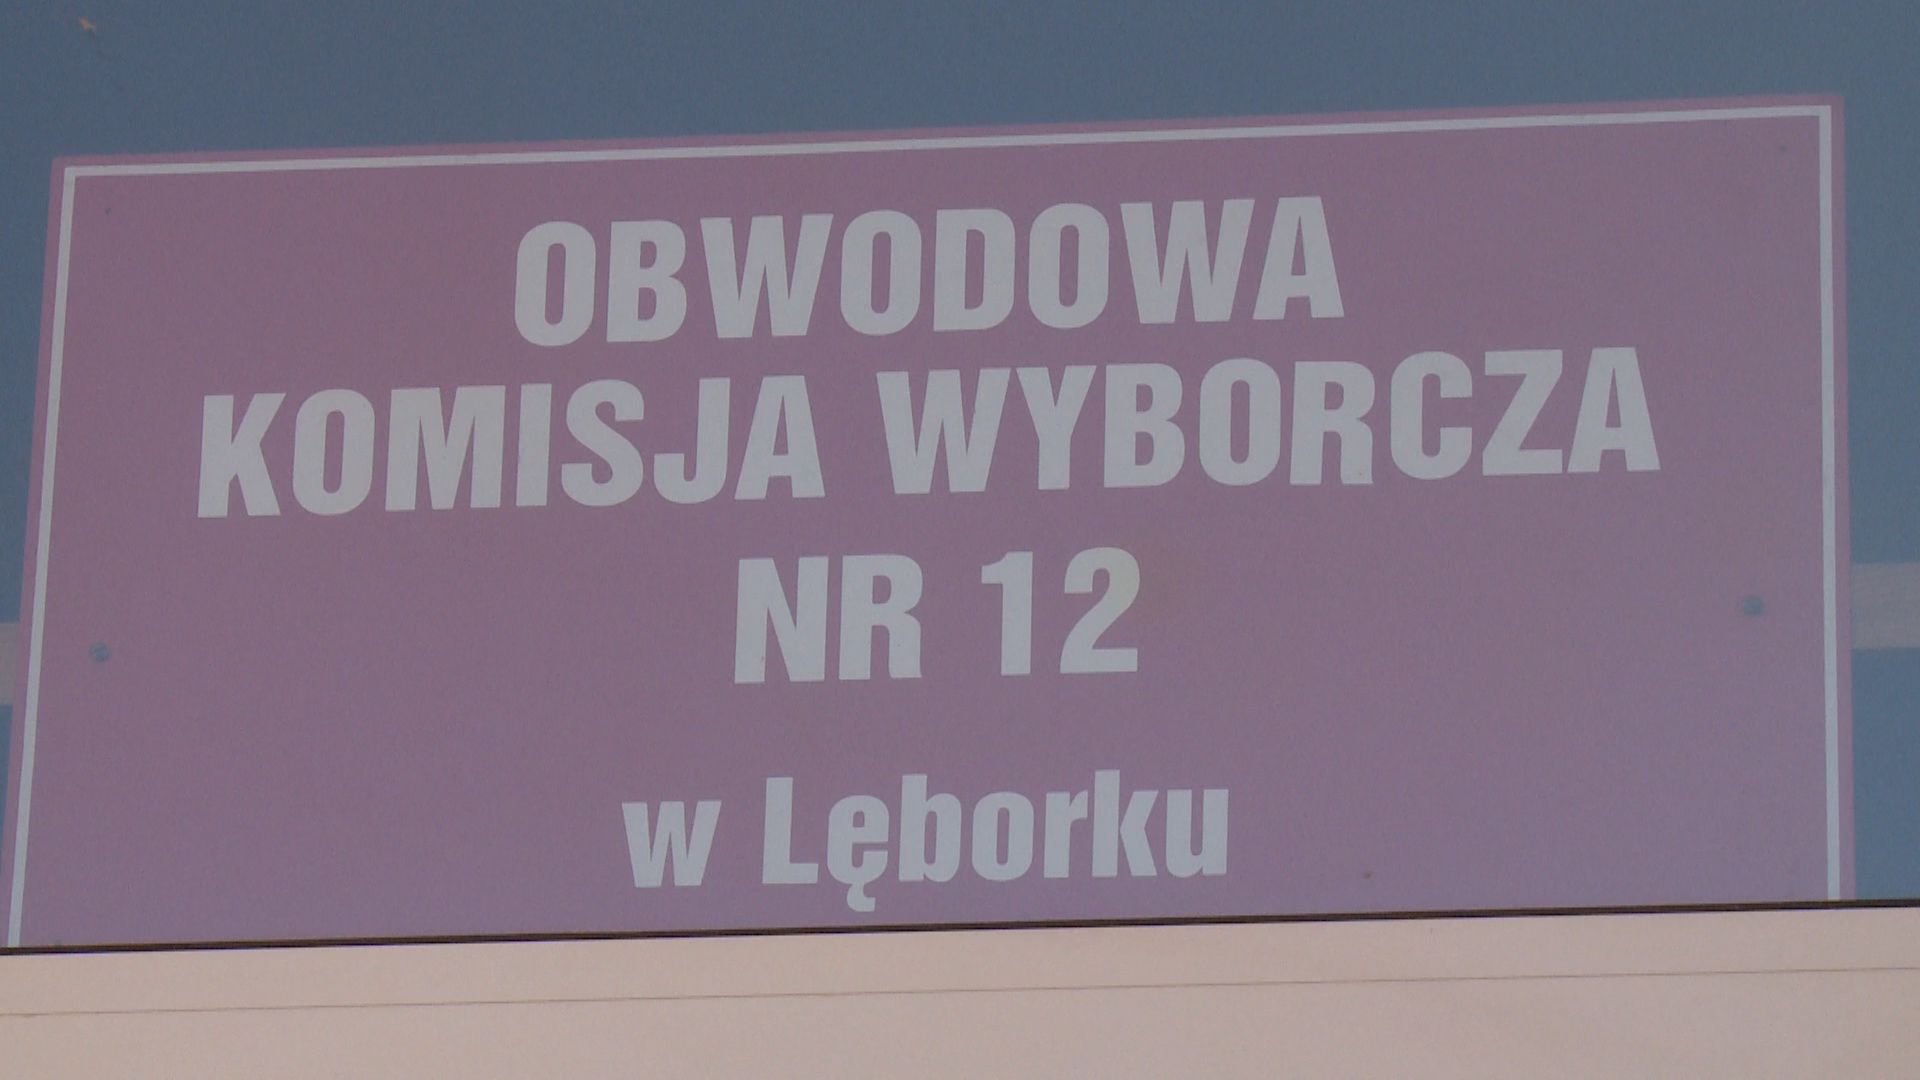 OBWODOWA
KOMISJA WYBORCZA
NR 12
w Lęborku